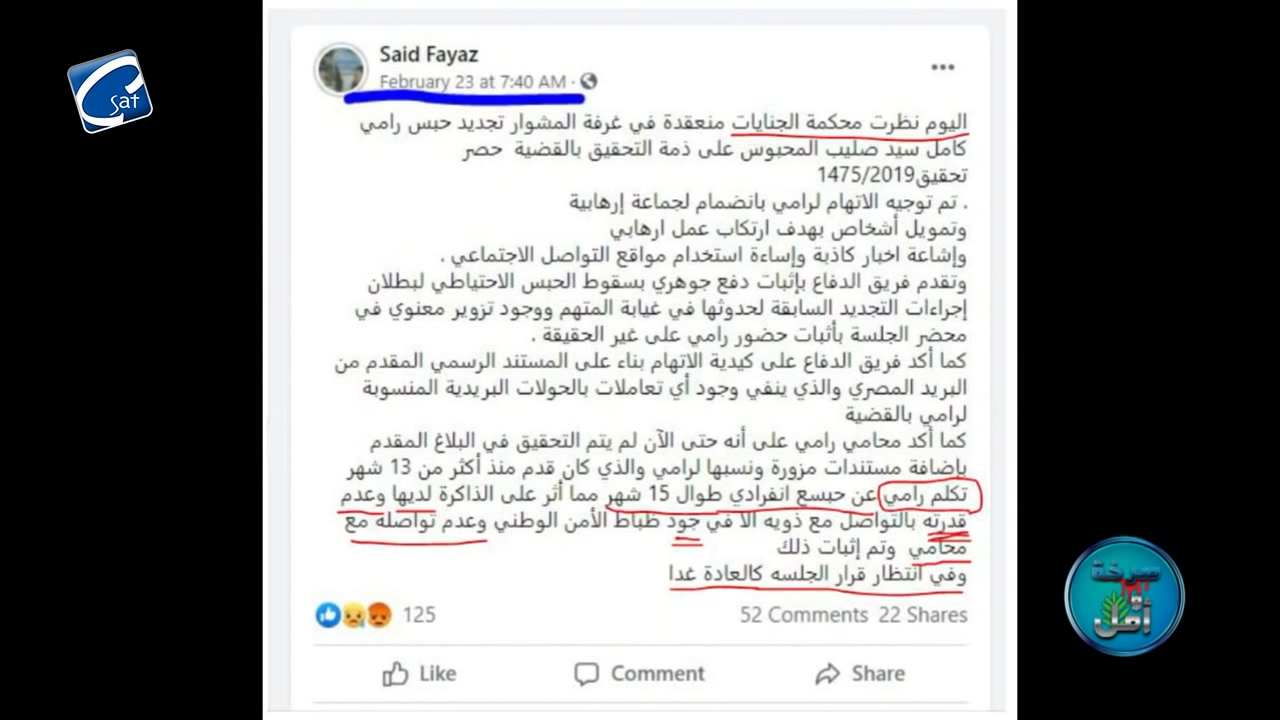 Said Fayaz
February 23 at 7:40 AM ·
Sat
اليوم نظرت محكمة الجنايات منعقدة في غرفة المشوار تجديد حبس رامي
كامل سيد صليب المحبوس على ذمة التحقيق بالقضية حصر
تحقيق1475/2019
. تم توجيه الاتهام لرامي بانضمام لجماعة إرهابية
وتمويل أشخاص بهدف ارتكاب عمل ارهابي
وإشاعة اخبار كاذبة وإساءة استخدام مواقع التواصل الاجتماعي .
وتقدم فريق الدفاع بإثبات دفع جوهري بسقوط الحبس الاحتياطي لبطلان
إجراءات التجديد السابقة لحدوثها في غيابة المتهم ووجود تزوير معنوي في
محضر الجلسة بأثبات حضور رامي على غير الحقيقة .
كما أكد فريق الدفاع على كيدية الاتهام بناء على المستند الرسمي المقدم من
البريد المصري والذي ينفي وجود أي تعاملات بالحولات البريدية المنسوبة
لرامي بالقضية
كما أكد محامي رامي على أنه حتى الآن لم يتم التحقيق في البلاغ المقدم
بإضافة مستندات مزورة ونسبها لرامي والذي كان قدم منذ أكثر من 13 شهر
تكلم رامي عن حبسع انفرادي طوال 15 شهر مما أثر على الذاكرة لديها وعدم
قدرته بالتواصل مع ذويه الا في جود ظباط الأمن الوطني وعدم تواصله مع
محامي وتم إثبات ذلك
وفي انتظار قرار الجلسه كالعادة غدا
125
52 Comments 22 Shares
Like Comment Share
صرخة
و
أمل